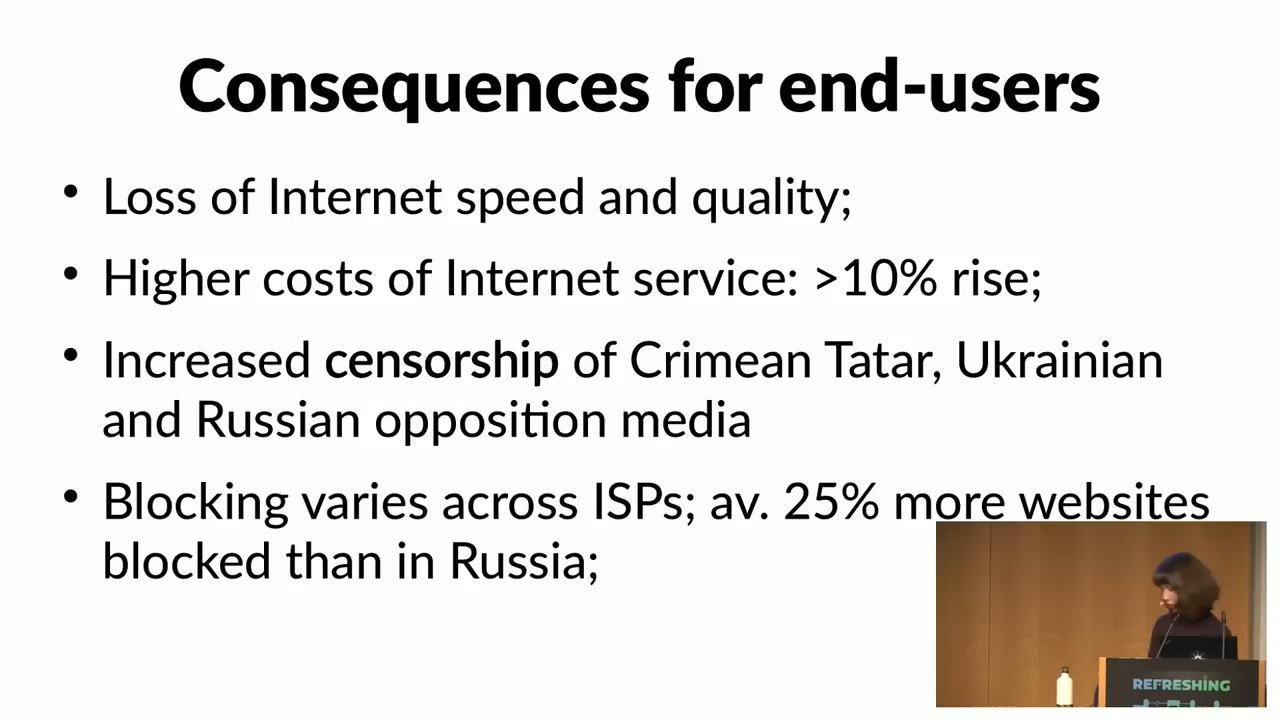 Consequences for end-users
• Loss of Internet speed and quality;
• Higher costs of Internet service: >10% rise;
• Increased censorship of Crimean Tatar, Ukrainian
and Russian opposition media
• Blocking varies across ISPs; av. 25% more websites
blocked than in Russia;
REFRESHING